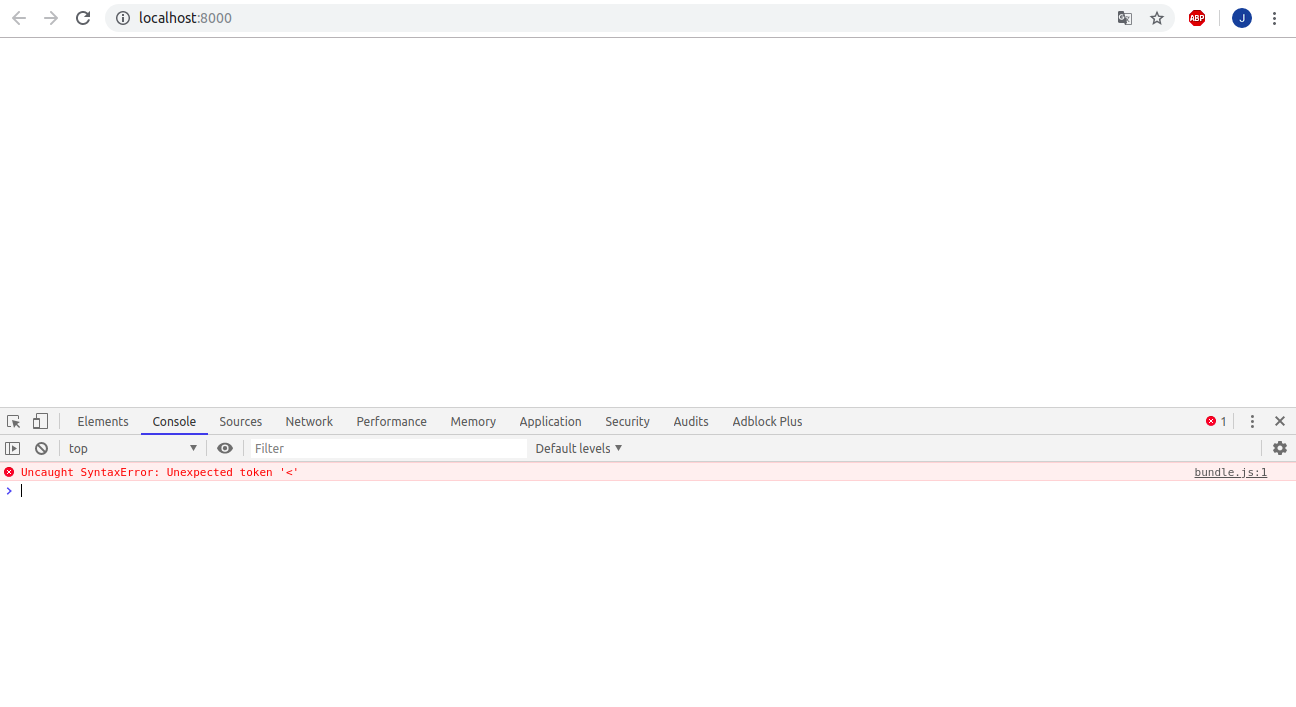 localhost:8000
ABP
J
Elements Console Sources Network Performance Memory Application Security Audits Adblock Plus 1
top Filter Default levels
Uncaught SyntaxError: Unexpected token '<' bundle.js:1